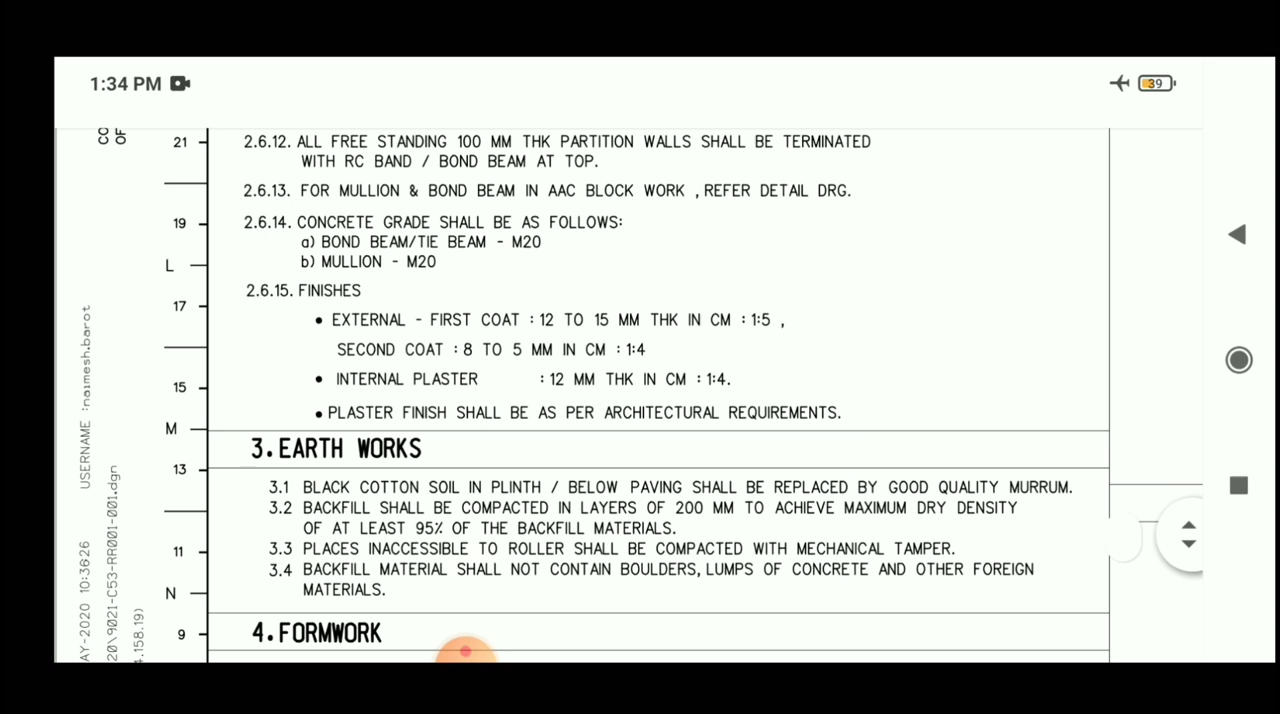 1:34 PM
39
CO
OF
21
2.6.12. ALL FREE STANDING 100 MM THK PARTITION WALLS SHALL BE TERMINATED
WITH RC BAND / BOND BEAM AT TOP.
2.6.13. FOR MULLION & BOND BEAM IN AAC BLOCK WORK , REFER DETAIL DRG.
19
2.6.14. CONCRETE GRADE SHALL BE AS FOLLOWS:
a) BOND BEAM/TIE BEAM - M20
L
b) MULLION - M20
2.6.15. FINISHES
17
• EXTERNAL - FIRST COAT : 12 TO 15 MM THK IN CM : 1:5 ,
SECOND COAT : 8 TO 5 MM IN CM : 1:4
15
• INTERNAL PLASTER : 12 MM THK IN CM : 1:4.
• PLASTER FINISH SHALL BE AS PER ARCHITECTURAL REQUIREMENTS.
M
3. EARTH WORKS
13
3.1 BLACK COTTON SOIL IN PLINTH / BELOW PAVING SHALL BE REPLACED BY GOOD QUALITY MURRUM.
3.2 BACKFILL SHALL BE COMPACTED IN LAYERS OF 200 MM TO ACHIEVE MAXIMUM DRY DENSITY
OF AT LEAST 95% OF THE BACKFILL MATERIALS.
11
3.3 PLACES INACCESSIBLE TO ROLLER SHALL BE COMPACTED WITH MECHANICAL TAMPER.
3.4 BACKFILL MATERIAL SHALL NOT CONTAIN BOULDERS, LUMPS OF CONCRETE AND OTHER FOREIGN
MATERIALS.
N
9
4. FORMWORK
AY-2020 10:36:26 USERNAME :naimesh.barot
20\9021-C53-RR001-001.dgn
4.158.19)